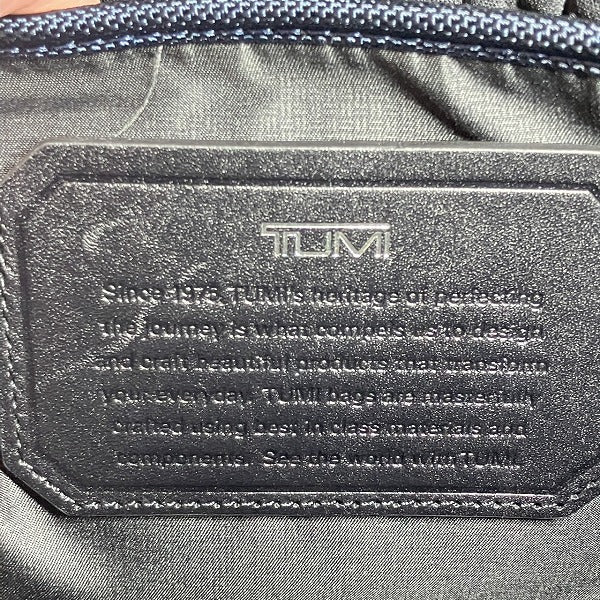 TUMI
Since 1975, TUMI's heritage of perfecting
the journey is what compels us to design
and craft beautiful products that transform
your everyday. TUMI bags are masterfully
crafted using best in class materials and
components. See the world with TUMI.